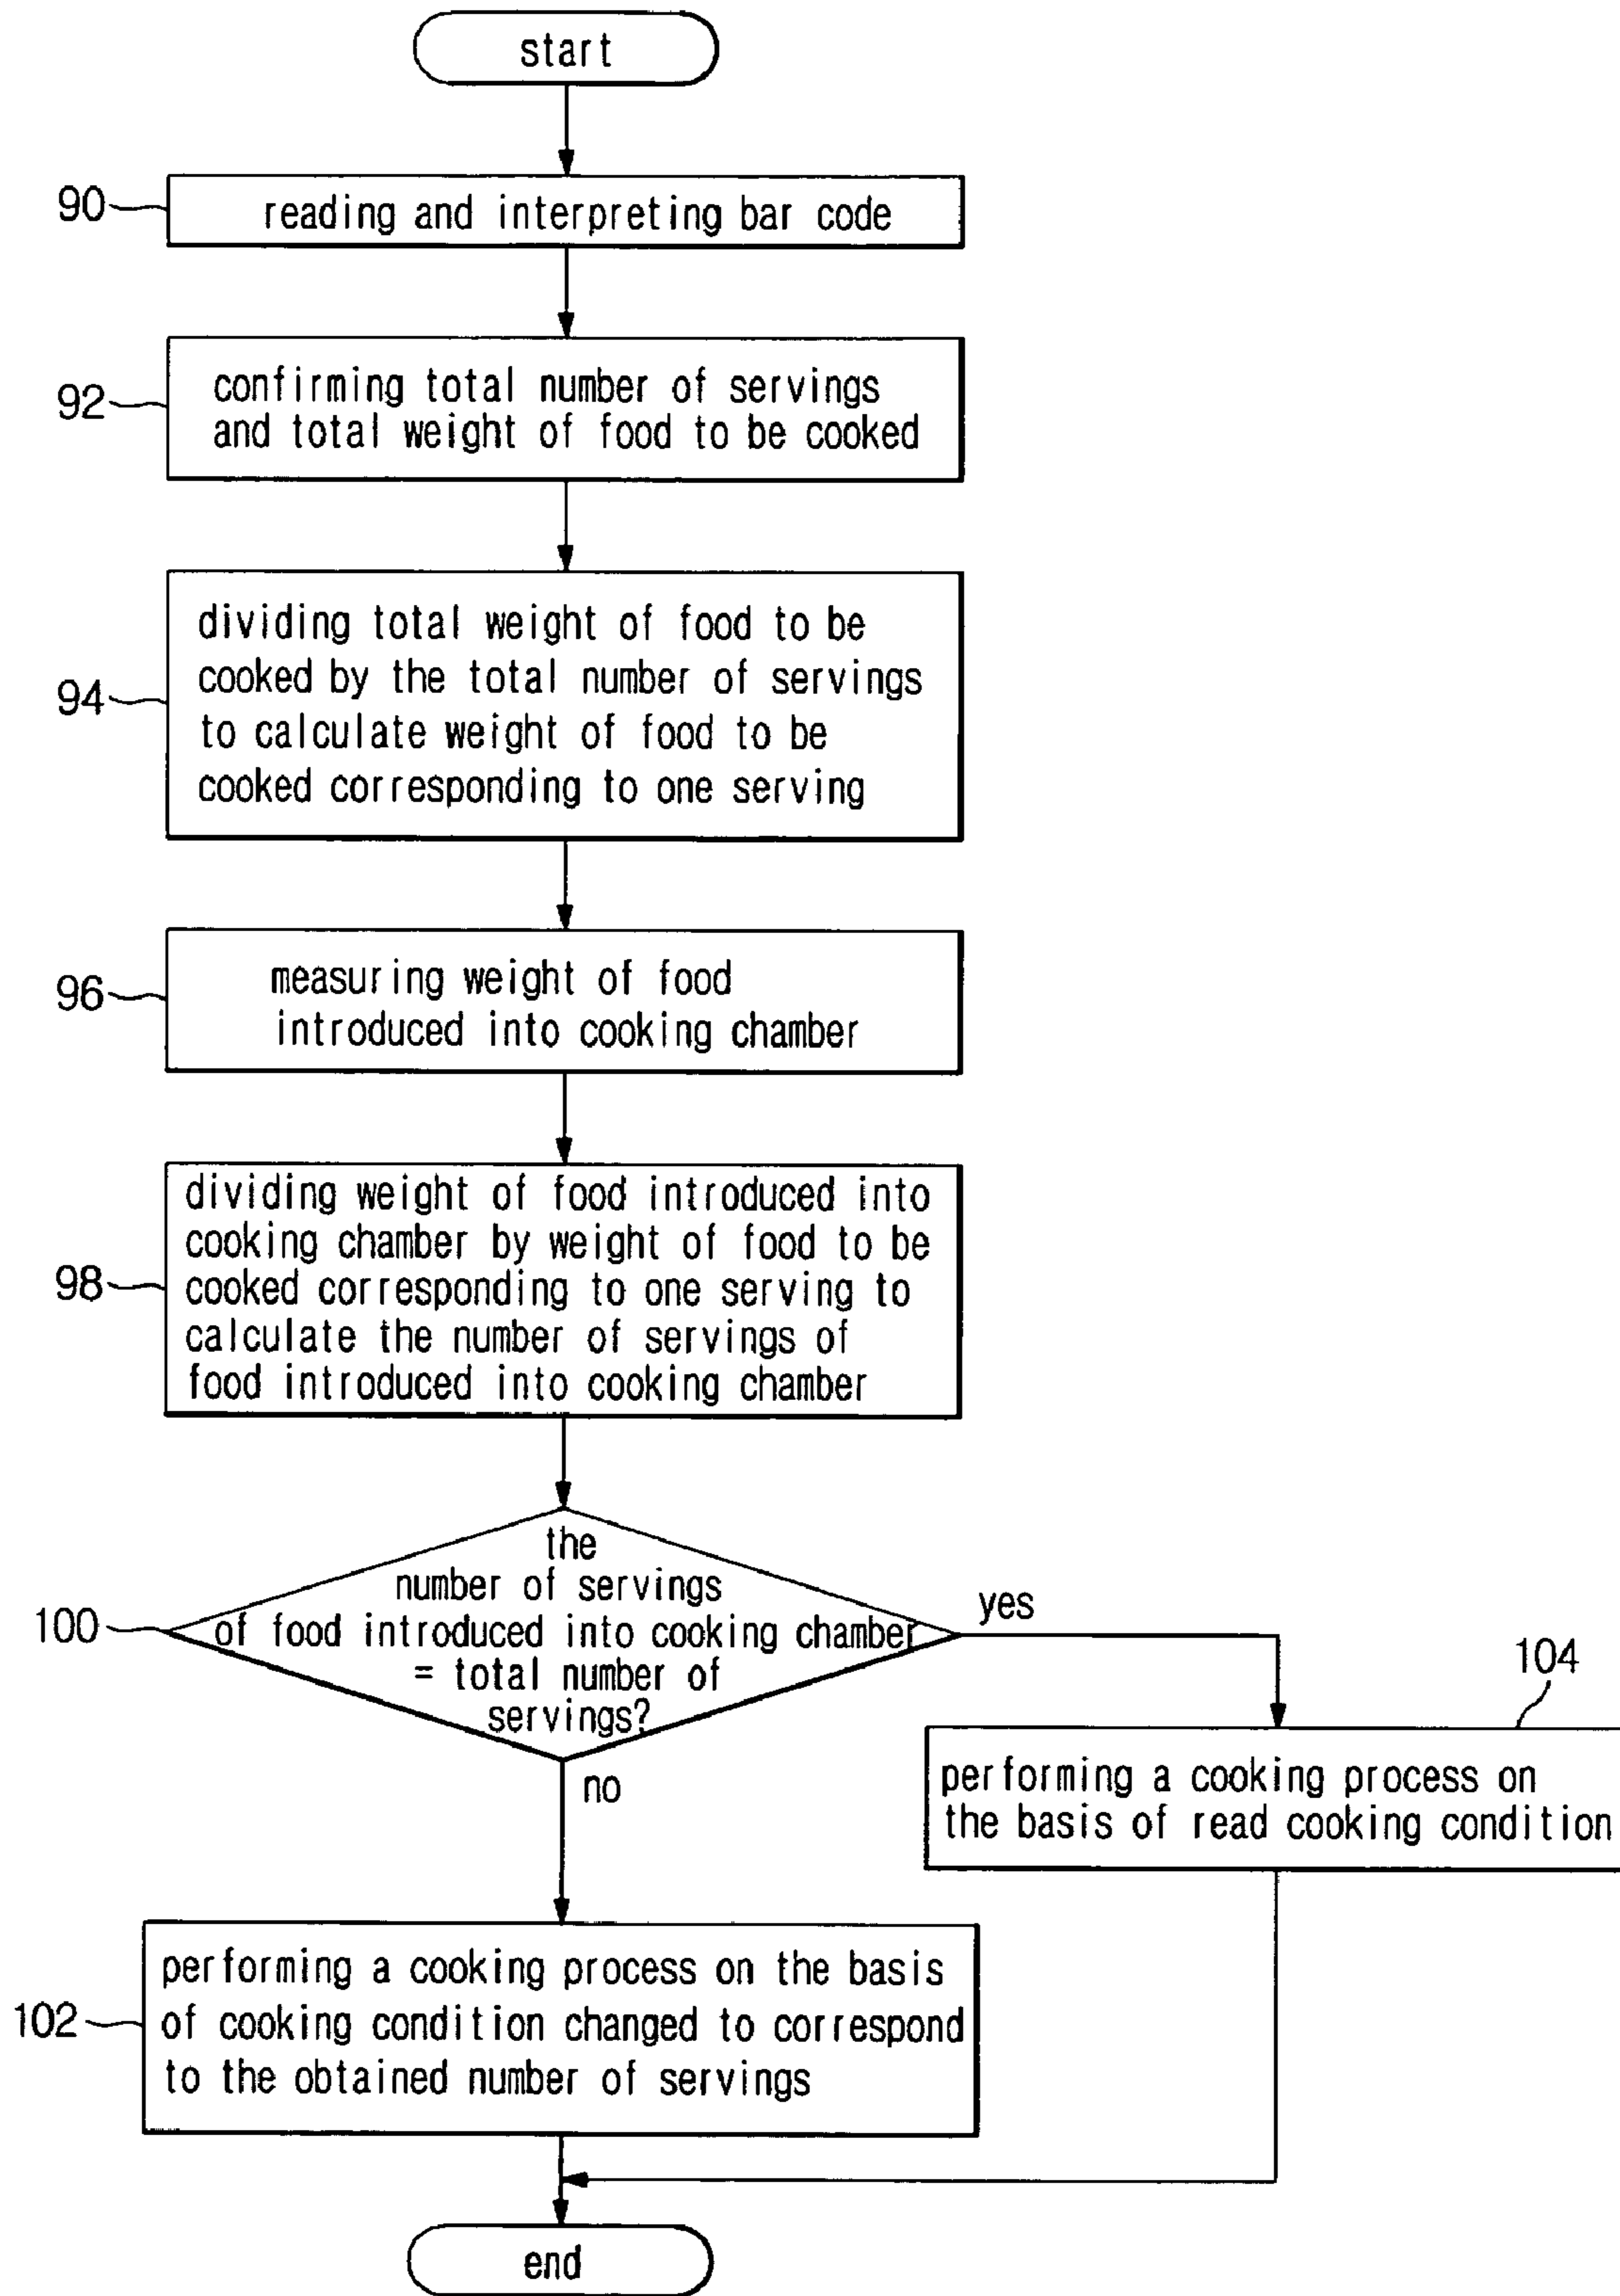 start
90
reading and interpreting bar code
92
confirming total number of servings
and total weight of food to be cooked
94
dividing total weight of food to be
cooked by the total number of servings
to calculate weight of food to be
cooked corresponding to one serving
96
measuring weight of food
introduced into cooking chamber
98
dividing weight of food introduced into
cooking chamber by weight of food to be
cooked corresponding to one serving to
calculate the number of servings of
food introduced into cooking chamber
100
the
number of servings
of food introduced into cooking chamber
= total number of
servings?
yes
104
performing a cooking process on
the basis of read cooking condition
no
102
performing a cooking process on the basis
of cooking condition changed to correspond
to the obtained number of servings
end